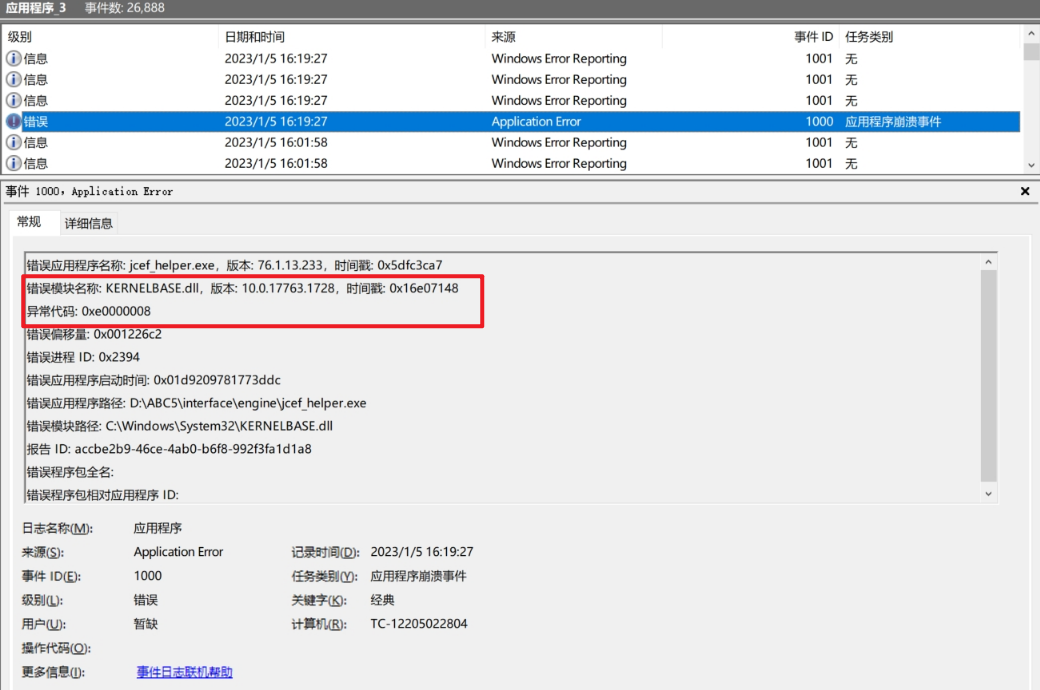 应用程序_3 事件数: 26,888
级别 日期和时间 来源 事件 ID 任务类别
信息 2023/1/5 16:19:27 Windows Error Reporting 1001 无
信息 2023/1/5 16:19:27 Windows Error Reporting 1001 无
信息 2023/1/5 16:19:27 Windows Error Reporting 1001 无
错误 2023/1/5 16:19:27 Application Error 1000 应用程序崩溃事件
信息 2023/1/5 16:01:58 Windows Error Reporting 1001 无
信息 2023/1/5 16:01:58 Windows Error Reporting 1001 无
事件 1000，Application Error
常规 详细信息
错误应用程序名称: jcef_helper.exe，版本: 76.1.13.233，时间戳: 0x5dfc3ca7
错误模块名称: KERNELBASE.dll，版本: 10.0.17763.1728，时间戳: 0x16e07148
异常代码: 0xe0000008
错误偏移量: 0x001226c2
错误进程 ID: 0x2394
错误应用程序启动时间: 0x01d9209781773ddc
错误应用程序路径: D:\ABC5\interface\engine\jcef_helper.exe
错误模块路径: C:\Windows\System32\KERNELBASE.dll
报告 ID: accbe2b9-46ce-4ab0-b6f8-992f3fa1d1a8
错误程序包全名:
错误程序包相对应用程序 ID:
日志名称(M): 应用程序
来源(S): Application Error 记录时间(D): 2023/1/5 16:19:27
事件 ID(E): 1000 任务类别(Y): 应用程序崩溃事件
级别(L): 错误 关键字(K): 经典
用户(U): 暂缺 计算机(R): TC-12205022804
操作代码(O):
更多信息(I): 事件日志联机帮助